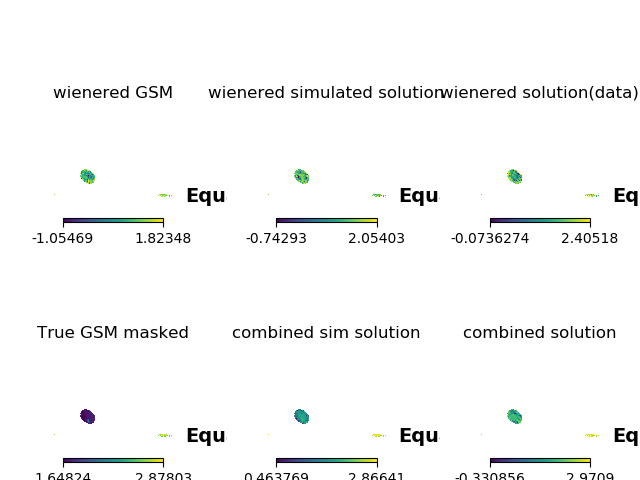 wienered GSM wienered simulated solution wienered solution(data)
Equ Equ Eq
-1.05469 1.82348 -0.74293 2.05403 -0.0736274 2.40518
True GSM masked combined sim solution combined solution
Equ Equ Eq
1.64824 2.87803 0.463769 2.86641 -0.330856 2.9709